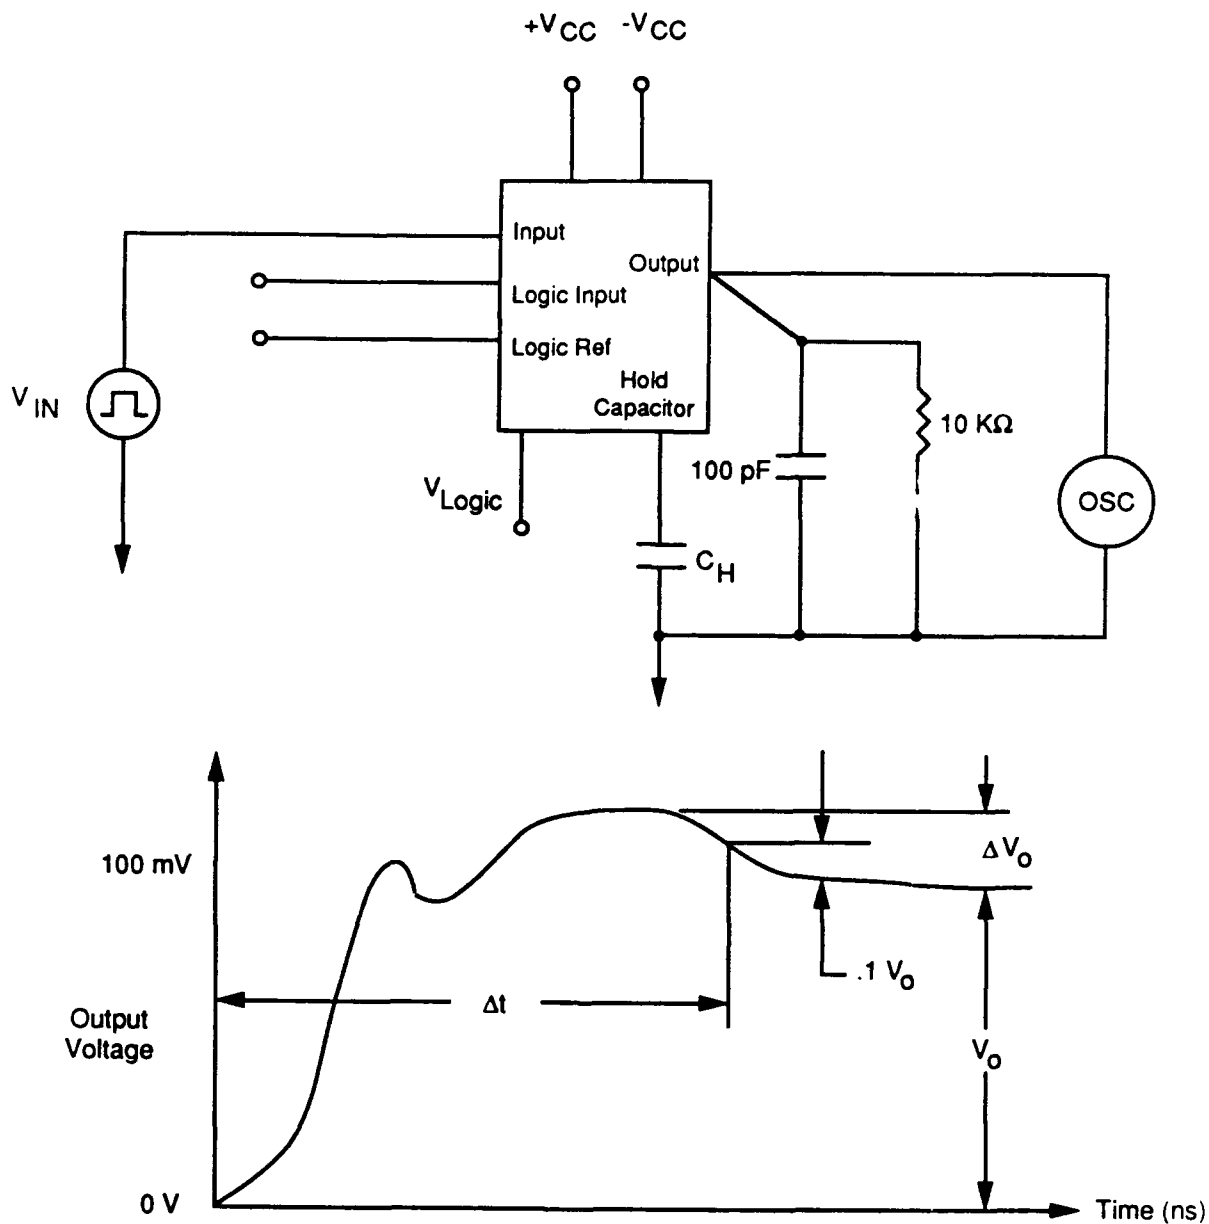 +VCC -VCC
Input
Output
Logic Input
Logic Ref
Hold
Capacitor
V IN
10 KΩ
100 pF
VLogic
OSC
CH
100 mV
ΔVo
.1 Vo
Δt
Output
Voltage
Vo
0 V
Time (ns)